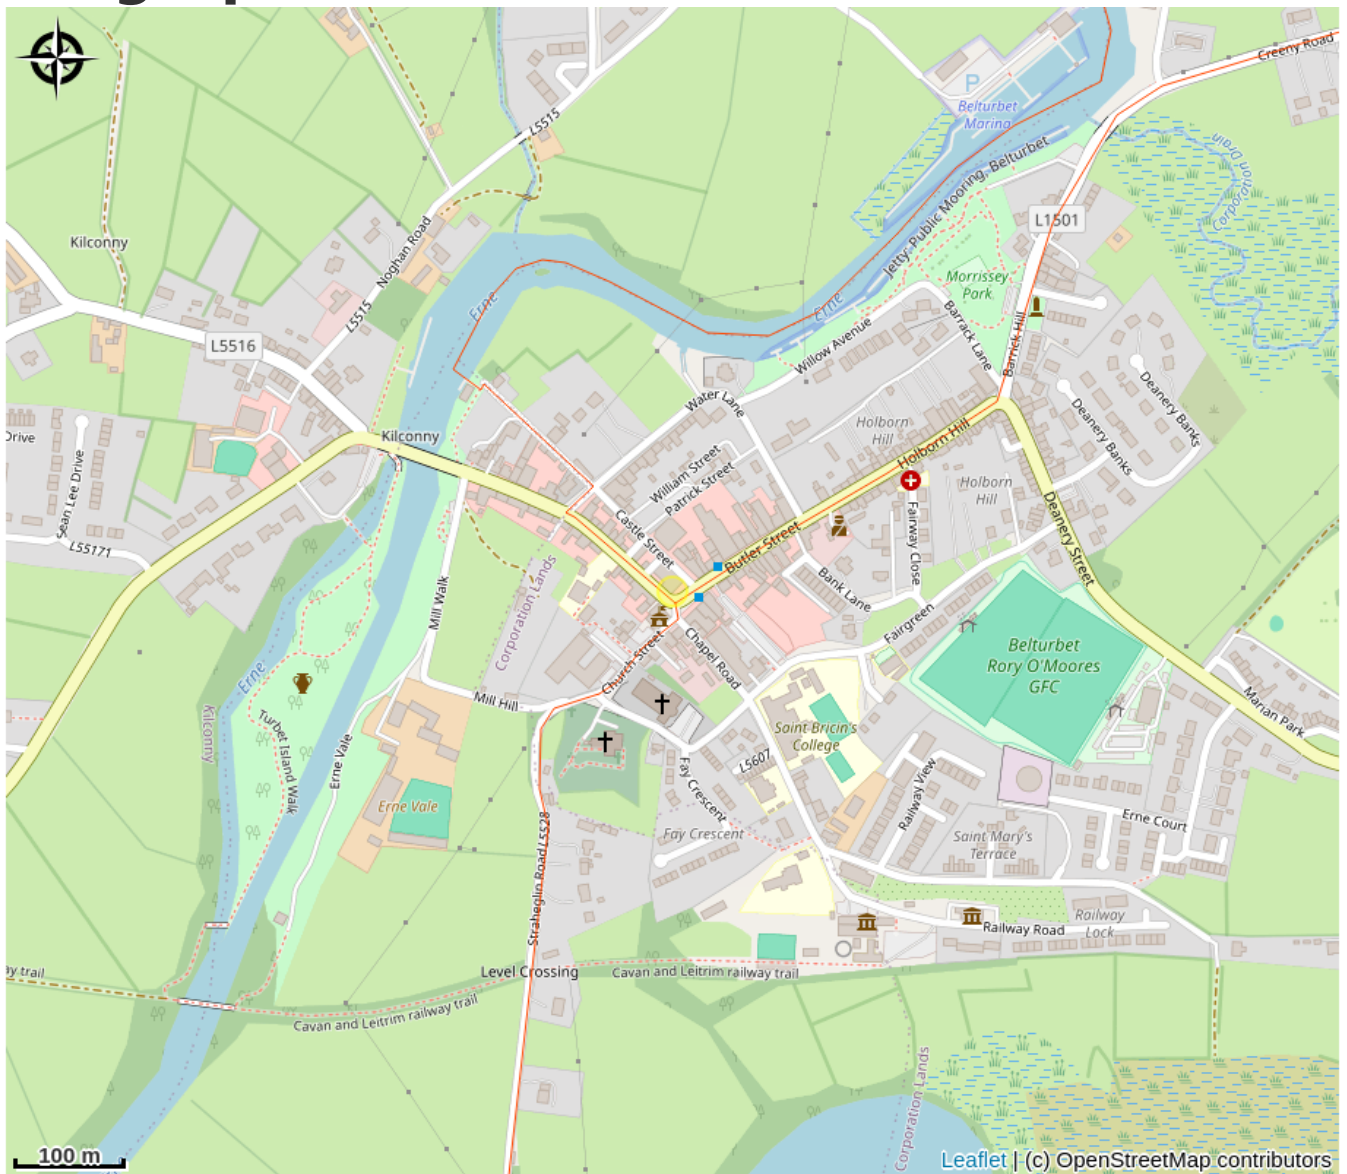 Creeny Road
P
Belturbet
Marina
L5515
Jetty: Public Mooring, Belturbet
Corporation Drain
L1501
Kilconny
Noghan Road
Morrissey
Park
Erne
Erne
L5515
Barrack Lane
Barrick Hill
L5516
Willow Avenue
Deanery Banks
Water Lane
Deanery Banks
Drive
Kilconny
Holborn
Hill
Holborn Hill
William Street
Patrick Street
Holborn
Hill
Sean Lee Drive
Castle Street
Deanery Street
L55171
Butler Street
Fairway Close
Corporation Lands
Mill Walk
Bank Lane
Fairgreen
Belturbet
Rory O'Moores
GFC
Church Street
Chapel Road
Erne
Mill Hill
Marian Park
Kilconny
Turbet Island Walk
Erne Vale
Saint Bricin's
College
L5607
Fay Crescent
Railway View
Erne Vale
Erne Court
Fay Crescent
Saint Mary's
Terrace
Straheglin Road L5528
Railway
Lock
Railway Road
ay trail
Level Crossing
Cavan and Leitrim railway trail
Cavan and Leitrim railway trail
Corporation Lands
100 m
Leaflet | (c) OpenStreetMap contributors